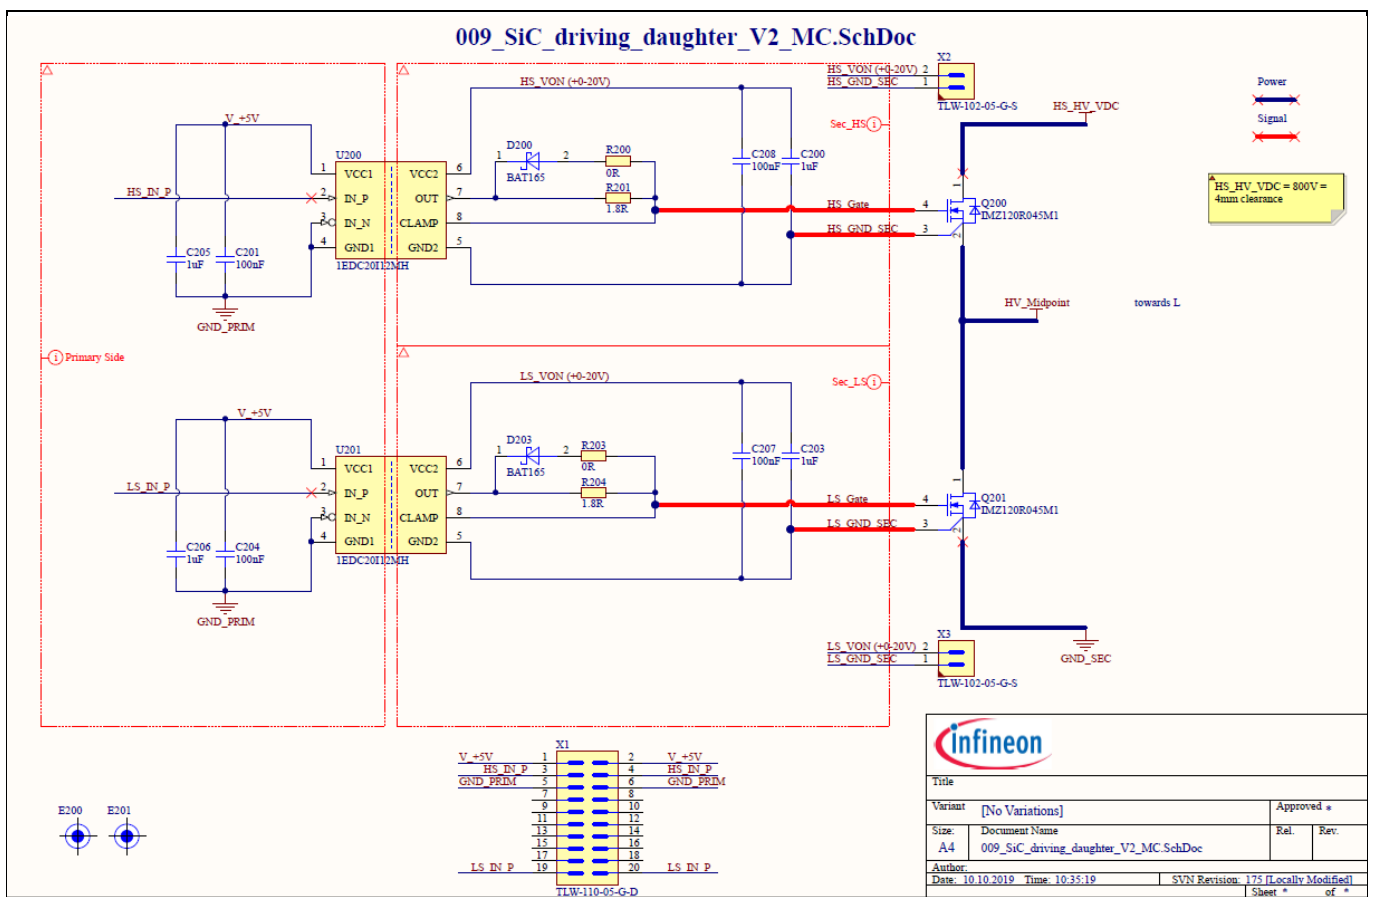 009_SiC_driving_daughter_V2_MC.SchDoc
HS_VON (+0-20V)
HS_VON (+0-20V) 2
HS_GND_SEC 1
X2
TLW-102-05-G-S
Power
Signal
HS_HV_VDC
HS_HV_VDC = 800V =
4mm clearance
Sec_HS i
V_+5V
U200
1 VCC1 VCC2 6
HS_IN_P 2 IN_P OUT 7
3 IN_N CLAMP 8
4 GND1 GND2 5
1EDC20I12MH
C205
1uF
C201
100nF
GND_PRIM
D200
1 2
BAT165
R200
0R
R201
1.8R
C208
100nF
C200
1uF
HS_Gate 4
HS_GND_SEC 3
1
2
Q200
IMZ120R045M1
HV_Midpoint
towards L
i Primary Side
LS_VON (+0-20V)
Sec_LS i
V_+5V
U201
1 VCC1 VCC2 6
LS_IN_P 2 IN_P OUT 7
3 IN_N CLAMP 8
4 GND1 GND2 5
1EDC20I12MH
C206
1uF
C204
100nF
GND_PRIM
D203
1 2
BAT165
R203
0R
R204
1.8R
C207
100nF
C203
1uF
LS_Gate 4
LS_GND_SEC 3
1
2
Q201
IMZ120R045M1
X3
LS_VON (+0-20V) 2
LS_GND_SEC 1
TLW-102-05-G-S
GND_SEC
X1
V_+5V 1 2 V_+5V
HS_IN_P 3 4 HS_IN_P
GND_PRIM 5 6 GND_PRIM
7 8
9 10
11 12
13 14
15 16
17 18
LS_IN_P 19 20 LS_IN_P
TLW-110-05-G-D
E200 E201
infineon
Title
Variant [No Variations] Approved *
Size: Document Name Rel. Rev.
A4 009_SiC_driving_daughter_V2_MC.SchDoc
Author:
Date: 10.10.2019 Time: 10:35:19 SVN Revision: 175 [Locally Modified]
Sheet * of *